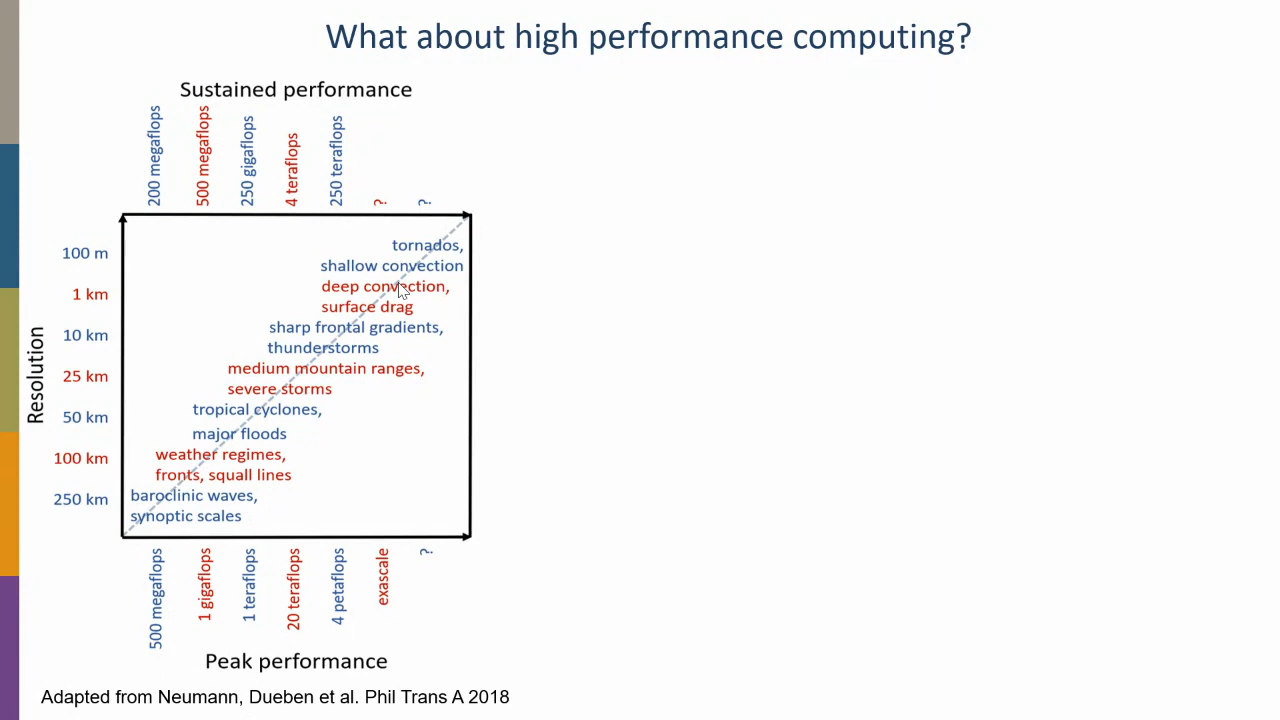 What about high performance computing?
Sustained performance
200 megaflops
500 megaflops
250 gigaflops
4 teraflops
250 teraflops
?
?
Resolution
100 m
1 km
10 km
25 km
50 km
100 km
250 km
tornados,
shallow convection
deep convection,
surface drag
sharp frontal gradients,
thunderstorms
medium mountain ranges,
severe storms
tropical cyclones,
major floods
weather regimes,
fronts, squall lines
baroclinic waves,
synoptic scales
500 megaflops
1 gigaflops
1 teraflops
20 teraflops
4 petaflops
exascale
?
Peak performance
Adapted from Neumann, Dueben et al. Phil Trans A 2018